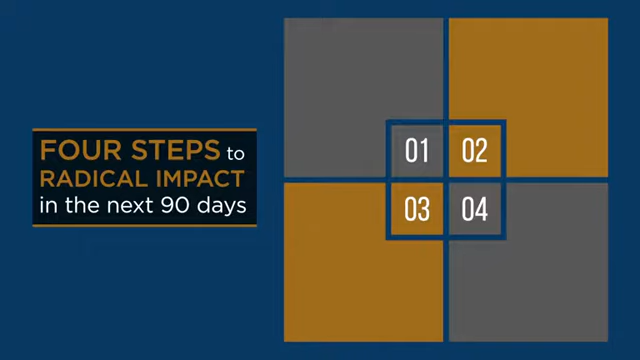 FOUR STEPS to
RADICAL IMPACT
in the next 90 days
01 02
03 04